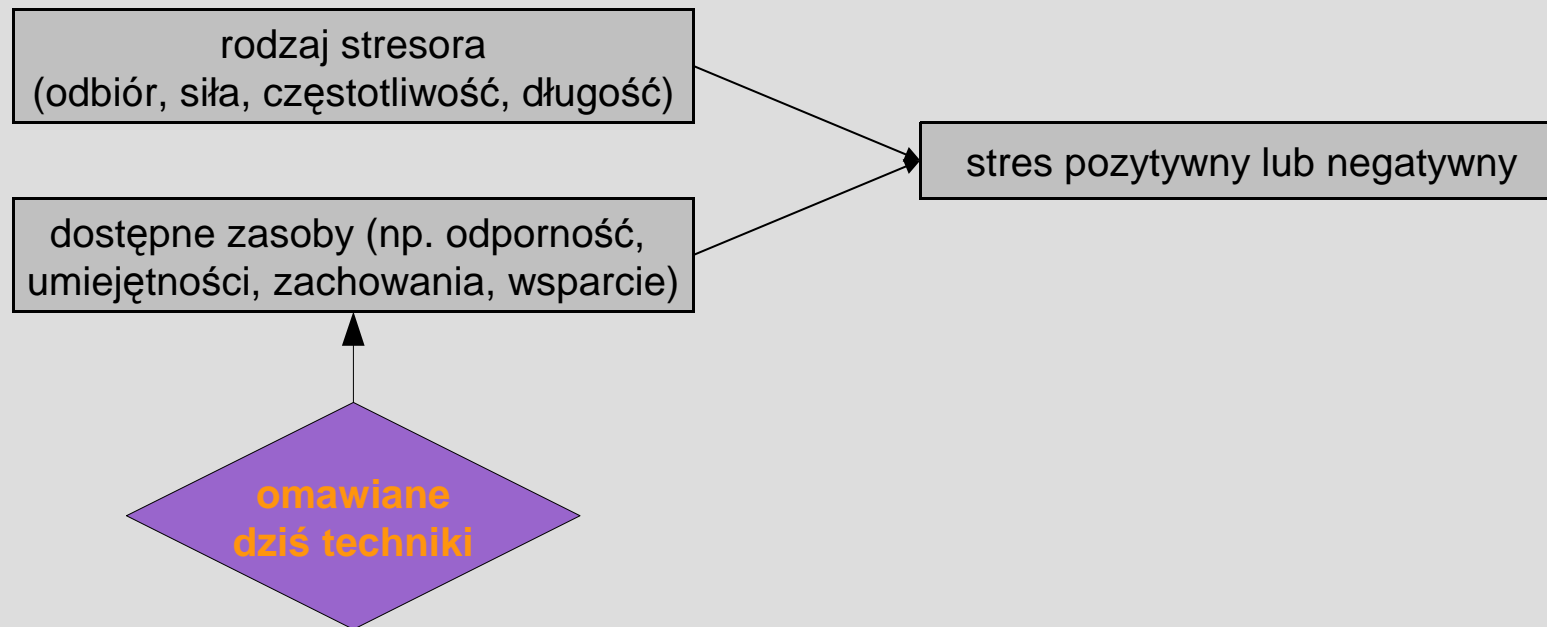 rodzaj stresora
(odbiór, siła, częstotliwość, długość)
stres pozytywny lub negatywny
dostępne zasoby (np. odporność,
umiejętności, zachowania, wsparcie)
omawiane
dziś techniki